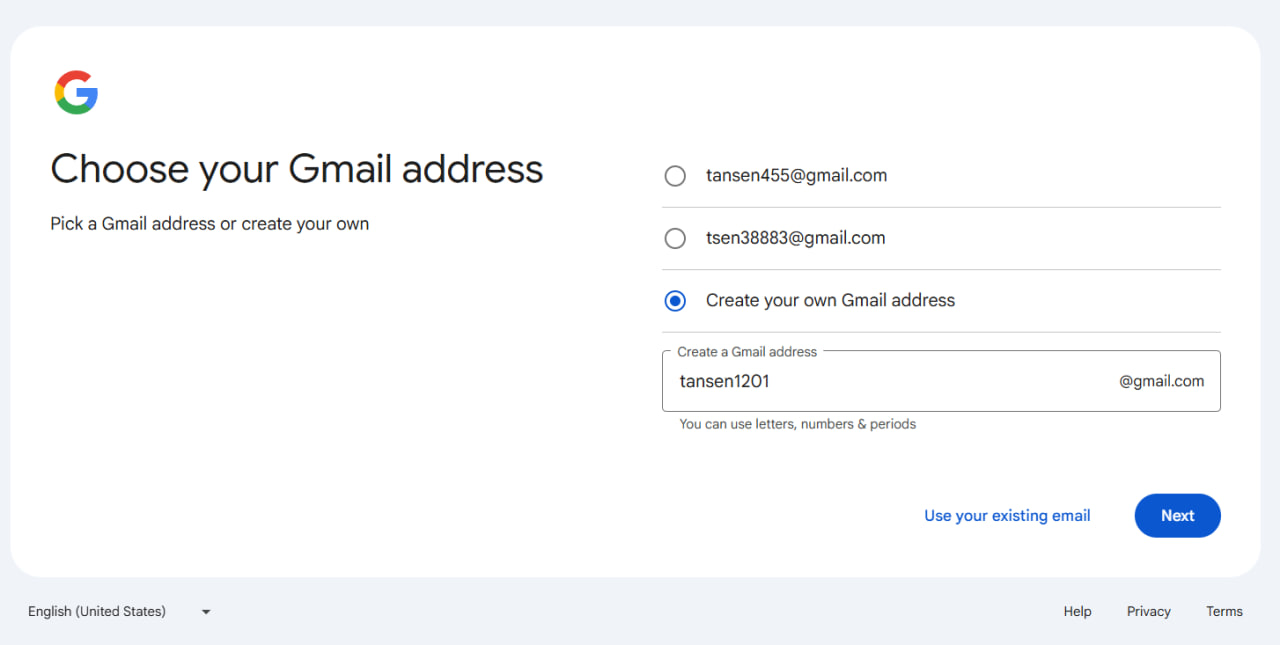 Choose your Gmail address
Pick a Gmail address or create your own
tansen455@gmail.com
tsen38883@gmail.com
Create your own Gmail address
Create a Gmail address
tansen1201 @gmail.com
You can use letters, numbers & periods
Use your existing email Next
English (United States) Help Privacy Terms